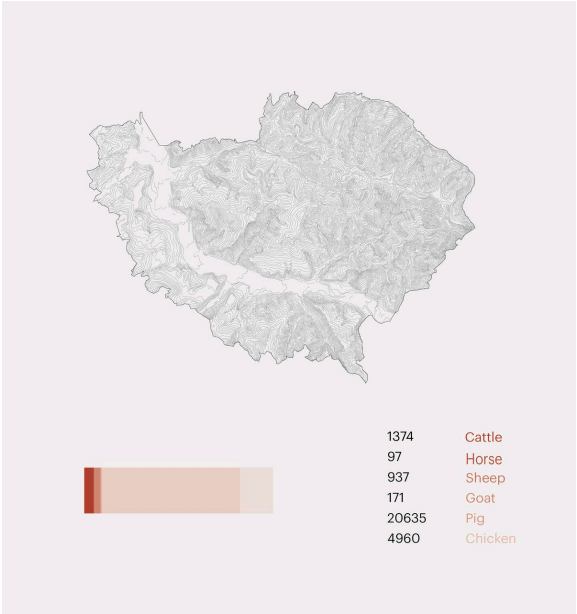 1374 Cattle
97 Horse
937 Sheep
171 Goat
20635 Pig
4960 Chicken